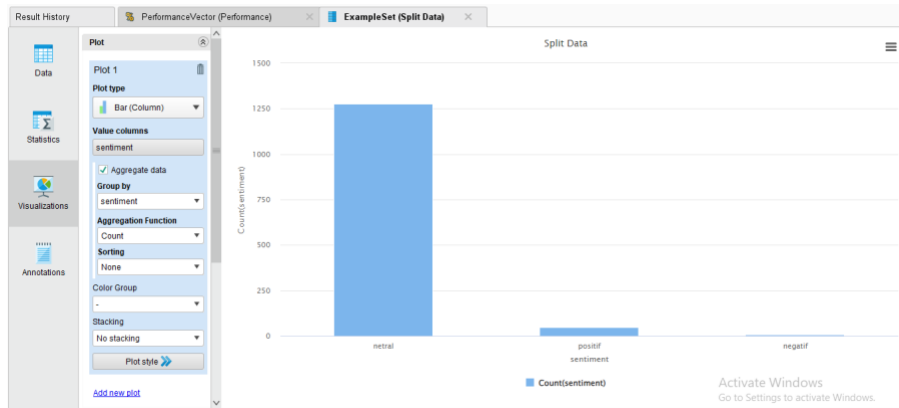 Result History
PerformanceVector (Performance)
ExampleSet (Split Data)
Data
Statistics
Visualizations
Annotations
Plot
Plot 1
Plot type
Bar (Column)
Value columns
sentiment
Aggregate data
Group by
sentiment
Aggregation Function
Count
Sorting
None
Color Group
-
Stacking
No stacking
Plot style
Add new plot
Split Data
1500
1250
1000
750
500
250
0
Count(sentiment)
netral positif negatif
sentiment
Count(sentiment)
Activate Windows
Go to Settings to activate Windows.